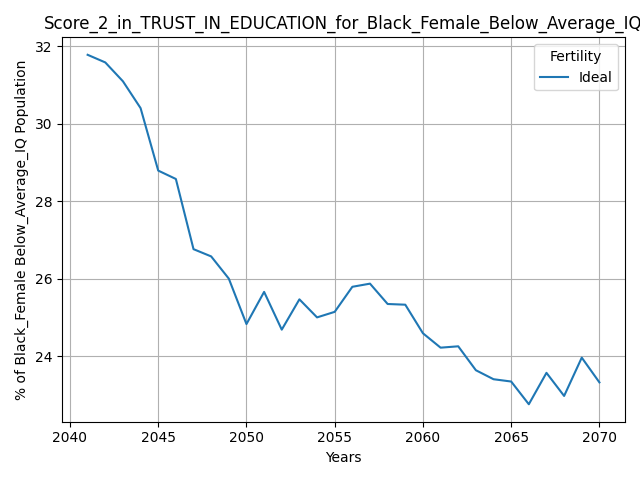 Score_2_in_TRUST_IN_EDUCATION_for_Black_Female_Below_Average_IQ
Fertility
Ideal
% of Black_Female Below_Average_IQ Population
32
30
28
26
24
2040 2045 2050 2055 2060 2065 2070
Years